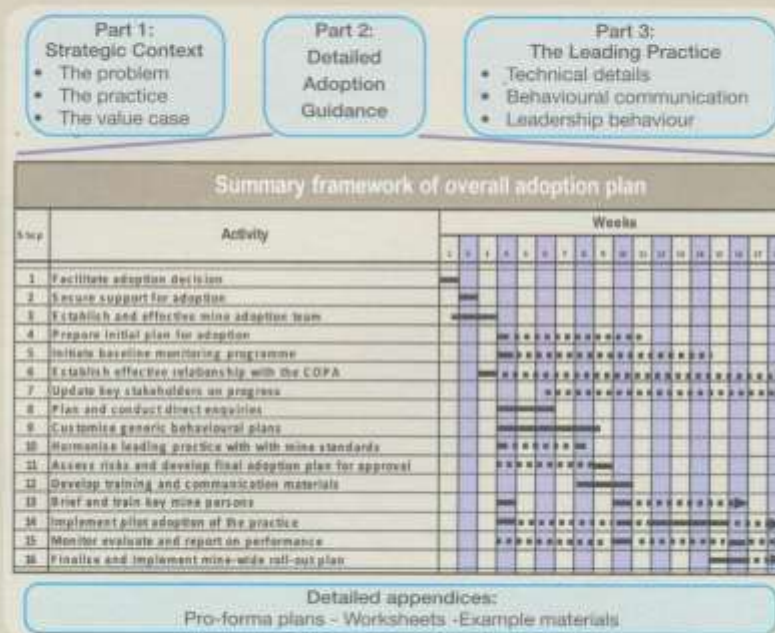 Part 1:
Strategic Context
• The problem
• The practice
• The value case
Part 2:
Detailed
Adoption
Guidance
Part 3:
The Leading Practice
• Technical details
• Behavioural communication
• Leadership behaviour
Summary framework of overall adoption plan
Step Activity Weeks
1 Facilitate adoption decision
2 Secure support for adoption
3 Establish and effective mine adoption team
4 Prepare initial plan for adoption
5 Initiate baseline monitoring programme
6 Establish effective relationship with the COPA
7 Update key stakeholders on progress
8 Plan and conduct direct enquiries
9 Customise generic behavioural plans
10 Harmonise leading practice with with mine standards
11 Assess risks and develop final adoption plan for approval
12 Develop training and communication materials
13 Brief and train key mine persons
14 Implement pilot adoption of the practice
15 Monitor evaluate and report on performance
16 Finalise and implement mine-wide roll-out plan
Detailed appendices:
Pro-forma plans - Worksheets -Example materials